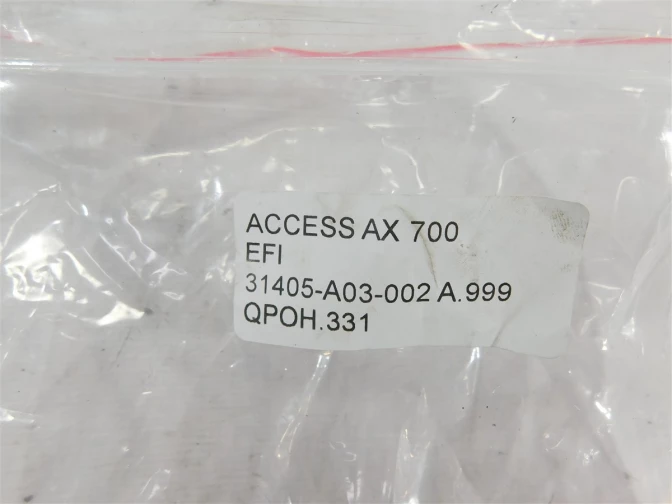 ACCESS AX 700
EFI
31405-A03-002 A.999
QPOH.331